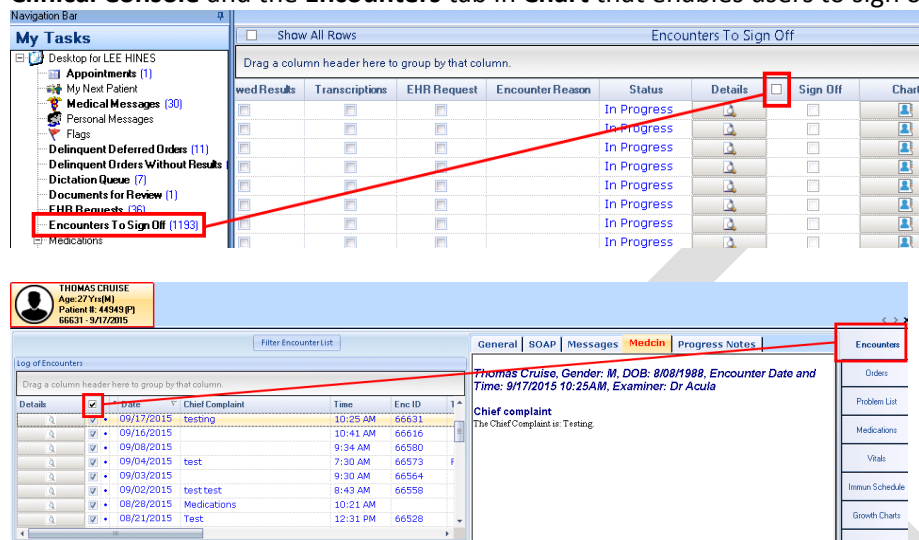 Clinical Console and the Encounters tab in Chart that enables users to sign o
Navigation Bar
My Tasks
Show All Rows
Encounters To Sign Off
Desktop for LEE HINES
Drag a column header here to group by that column.
Appointments (1)
My Next Patient
wed Results Transcriptions EHR Request Encounter Reason Status Details Sign Off Chart
Medical Messages (30)
In Progress
Personal Messages
In Progress
Flags
Delinquent Deferred Orders (11)
In Progress
Delinquent Orders Without Results
In Progress
Dictation Queue (7)
In Progress
Documents for Review (1)
EHR Requests (36)
In Progress
Encounters To Sign Off (1193)
In Progress
Medications
In Progress
THOMAS CRUISE
Age:27 Yrs(M)
Patient #: 44949 (P)
66631 - 9/17/2015
Filter Encounter List
General SOAP Messages Medcin Progress Notes
Encounters
Log of Encounters
Drag a column header here to group by that column.
Thomas Cruise, Gender: M, DOB: 8/08/1988, Encounter Date and
Time: 9/17/2015 10:25AM, Examiner: Dr Acula
Orders
Details Date Chief Complaint Time Enc ID T
Chief complaint
Problem List
09/17/2015 testing 10:25 AM 66631
The Chief Complaint is: Testing.
09/16/2015 10:41 AM 66616
Medications
09/08/2015 9:34 AM 66580
09/04/2015 test 7:30 AM 66573 F
Vitals
09/03/2015 9:30 AM 66564
09/02/2015 test test 8:43 AM 66558
Immun Schedule
08/28/2015 Medications 10:21 AM
08/21/2015 Test 12:31 PM 66528
Growth Charts